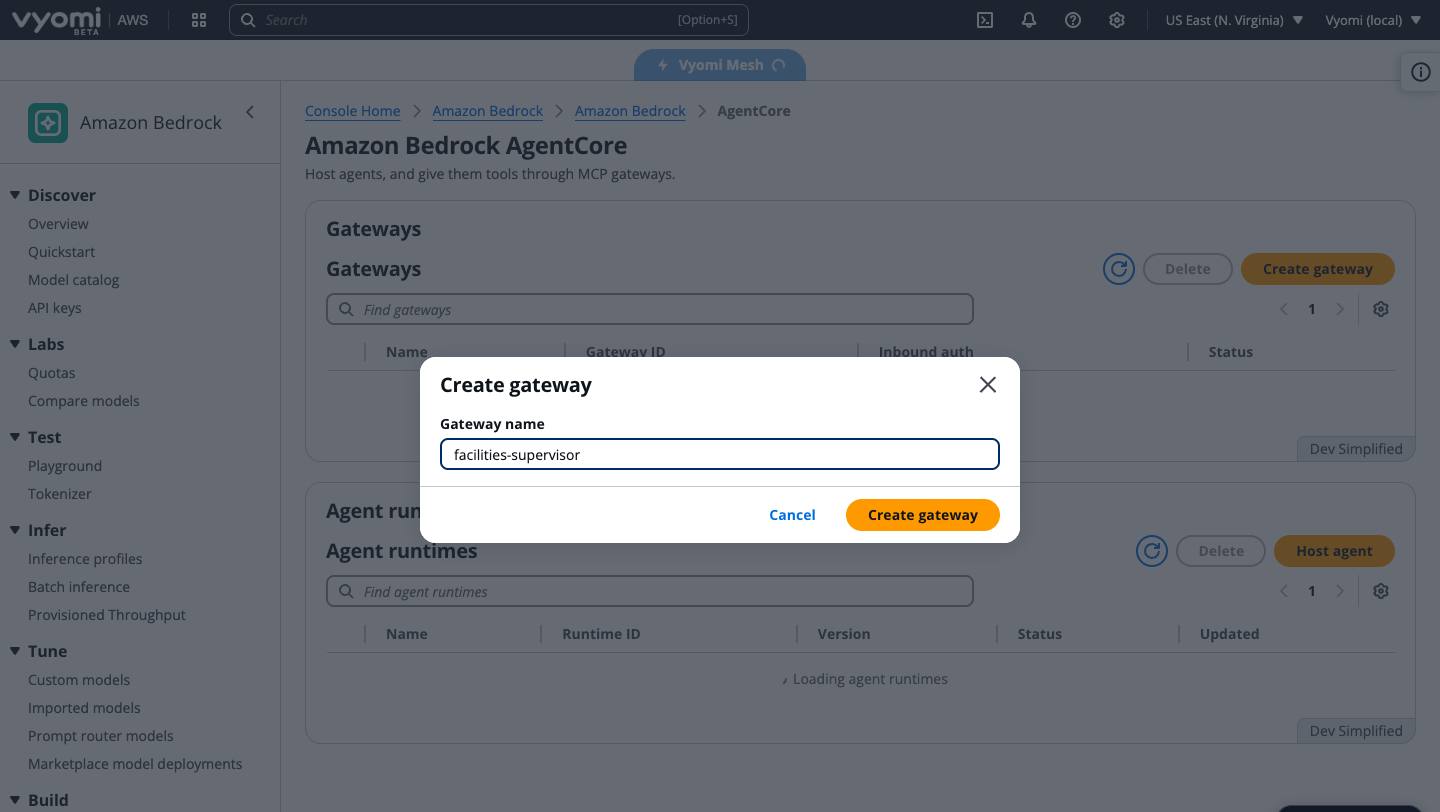 vyomi BETA AWS Search [Option+S] US East (N. Virginia) Vyomi (local)
Vyomi Mesh
Amazon Bedrock
Discover
Overview
Quickstart
Model catalog
API keys
Labs
Quotas
Compare models
Test
Playground
Tokenizer
Infer
Inference profiles
Batch inference
Provisioned Throughput
Tune
Custom models
Imported models
Prompt router models
Marketplace model deployments
Build
Console Home Amazon Bedrock Amazon Bedrock AgentCore
Amazon Bedrock AgentCore
Host agents, and give them tools through MCP gateways.
Gateways
Gateways Delete Create gateway
Find gateways 1
Name Gateway ID Inbound auth Status
Dev Simplified
Create gateway
Gateway name
facilities-supervisor
Cancel Create gateway
Agent run
Agent runtimes Delete Host agent
Find agent runtimes 1
Name Runtime ID Version Status Updated
Loading agent runtimes
Dev Simplified